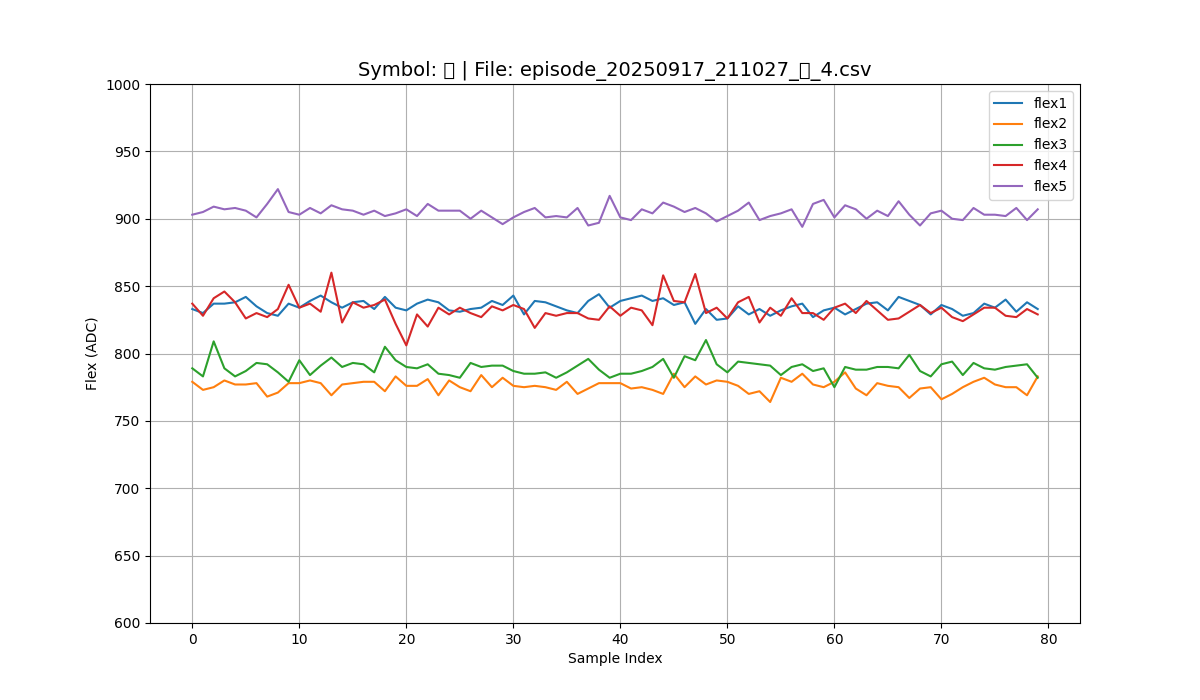 Symbol: ▯ | File: episode_20250917_211027_▯_4.csv
1000
950
900
850
800
750
700
650
600
Flex (ADC)
flex1
flex2
flex3
flex4
flex5
0 10 20 30 40 50 60 70 80
Sample Index